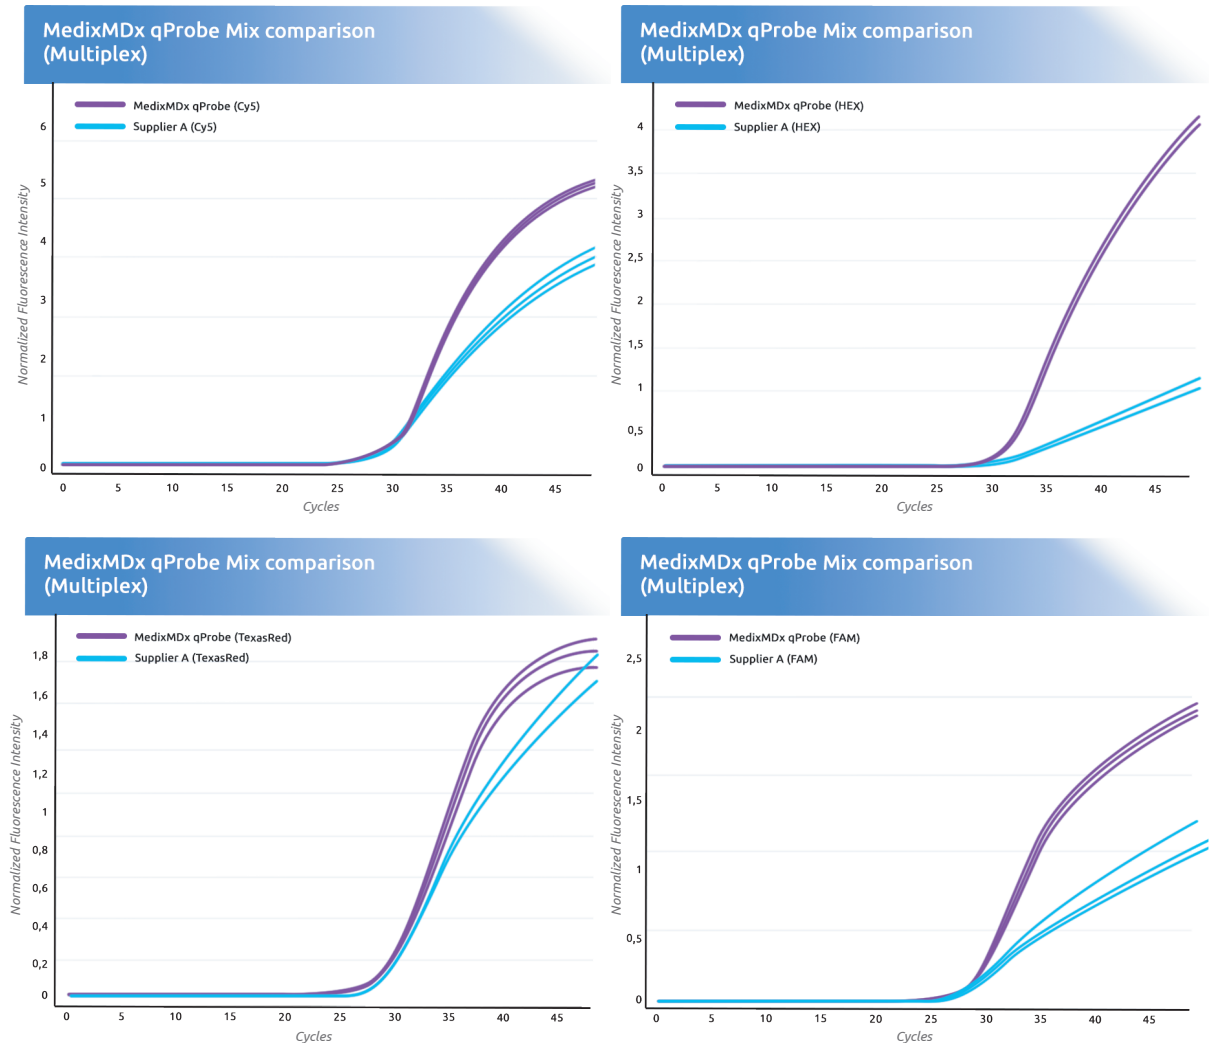 MedixMDx qProbe Mix comparison
(Multiplex)
MedixMDx qProbe (Cy5)
Supplier A (Cy5)
Normalized Fluorescence Intensity
6
5
4
3
2
1
0
0 5 10 15 20 25 30 35 40 45
Cycles
MedixMDx qProbe Mix comparison
(Multiplex)
MedixMDx qProbe (HEX)
Supplier A (HEX)
Normalized Fluorescence Intensity
4
3,5
3
2,5
2
1,5
1
0,5
0
0 5 10 15 20 25 30 35 40 45
Cycles
MedixMDx qProbe Mix comparison
(Multiplex)
MedixMDx qProbe (TexasRed)
Supplier A (TexasRed)
Normalized Fluorescence Intensity
1,8
1,6
1,4
1,2
1
0,8
0,6
0,4
0,2
0
0 5 10 15 20 25 30 35 40 45
Cycles
MedixMDx qProbe Mix comparison
(Multiplex)
MedixMDx qProbe (FAM)
Supplier A (FAM)
Normalized Fluorescence Intensity
2,5
2
1,5
1
0,5
0
0 5 10 15 20 25 30 35 40 45
Cycles